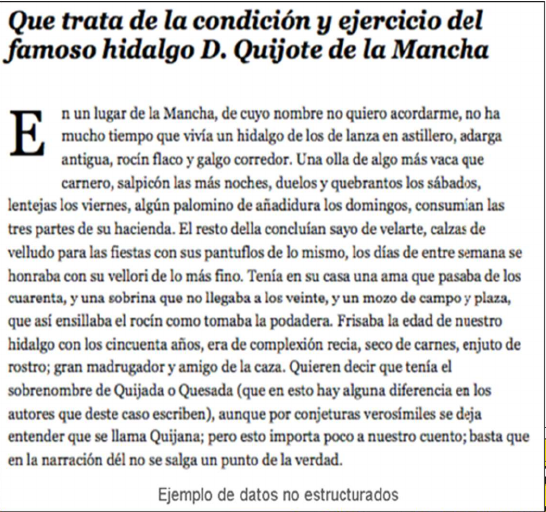 Que trata de la condición y ejercicio del
famoso hidalgo D. Quijote de la Mancha
En un lugar de la Mancha, de cuyo nombre no quiero acordarme, no ha
mucho tiempo que vivía un hidalgo de los de lanza en astillero, adarga
antigua, rocín flaco y galgo corredor. Una olla de algo más vaca que
carnero, salpicón las más noches, duelos y quebrantos los sábados,
lentejas los viernes, algún palomino de añadidura los domingos, consumían las
tres partes de su hacienda. El resto della concluían sayo de velarte, calzas de
velludo para las fiestas con sus pantuflos de lo mismo, los días de entre semana se
honraba con su vellori de lo más fino. Tenía en su casa una ama que pasaba de los
cuarenta, y una sobrina que no llegaba a los veinte, y un mozo de campo y plaza,
que así ensillaba el rocín como tomaba la podadera. Frisaba la edad de nuestro
hidalgo con los cincuenta años, era de complexión recia, seco de carnes, enjuto de
rostro; gran madrugador y amigo de la caza. Quieren decir que tenía el
sobrenombre de Quijada o Quesada (que en esto hay alguna diferencia en los
autores que deste caso escriben), aunque por conjeturas verosímiles se deja
entender que se llama Quijana; pero esto importa poco a nuestro cuento; basta que
en la narración dél no se salga un punto de la verdad.
Ejemplo de datos no estructurados